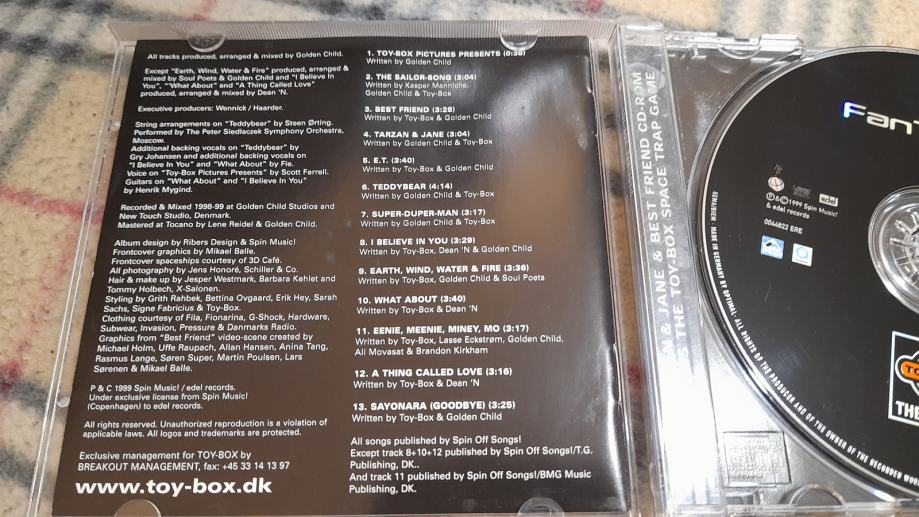 All tracks produced, arranged & mixed by Golden Child.
Except "Earth, Wind, Water & Fire" produced, arranged &
mixed by Soul Poets & Golden Child and "I Believe In
You", "What About" and "A Thing Called Love"
produced, arranged & mixed by Dean 'N.
Executive producers: Wennick / Haarder.
String arrangements on "Teddybear" by Steen Ørting.
Performed by The Peter Siedlaczek Symphony Orchestra,
Moscow.
Additional backing vocals on "Teddybear" by
Gry Johansen and additional backing vocals on
"I Believe In You" and "What About" by Fie.
Voice on "Toy-Box Pictures Presents" by Scott Farrell.
Guitars on "What About" and "I Believe In You"
by Henrik Mygind.
Recorded & Mixed 1998-99 at Golden Child Studios and
New Touch Studio, Denmark.
Mastered at Tocano by Lene Reidel & Golden Child.
Album design by Ribers Design & Spin Music!
Frontcover graphics by Mikael Balle.
Frontcover spaceships courtesy of 3D Café.
All photography by Jens Honoré, Schiller & Co.
Hair & make up by Jesper Westmark, Barbara Kehlet and
Tommy Holbech, X-Salonen.
Styling by Grith Rahbek, Bettina Ovgaard, Erik Hey, Sarah
Sachs, Signe Fabricius & Toy-Box.
Clothing courtesy of Fila, Fionarina, G-Shock, Hardware,
Subwear, Invasion, Pressure & Danmarks Radio.
Graphics from "Best Friend" video-scene created by
Michael Holm, Uffe Raupach, Allan Hansen, Anina Tang,
Rasmus Lange, Søren Super, Martin Poulsen, Lars
Sørenen & Mikael Balle.
P & C 1999 Spin Music! / edel records.
Under exclusive license from Spin Music!
(Copenhagen) to edel records.
All rights reserved. Unauthorized reproduction is a violation of
applicable laws. All logos and trademarks are protected.
Exclusive management for TOY-BOX by
BREAKOUT MANAGEMENT, fax: +45 33 14 13 97
www.toy-box.dk
1. TOY-BOX PICTURES PRESENTS (0:38)
Written by Golden Child
2. THE SAILOR-SONG (3:04)
Written by Kasper Manniche,
Golden Child & Toy-Box
3. BEST FRIEND (3:28)
Written by Toy-Box & Golden Child
4. TARZAN & JANE (3:04)
Written by Golden Child & Toy-Box
5. E.T. (3:40)
Written by Toy-Box & Golden Child
6. TEDDYBEAR (4:14)
Written by Golden Child & Toy-Box
7. SUPER-DUPER-MAN (3:17)
Written by Golden Child & Toy-Box
8. I BELIEVE IN YOU (3:29)
Written by Toy-Box, Dean 'N & Golden Child
9. EARTH, WIND, WATER & FIRE (3:36)
Written by Toy-Box, Golden Child & Soul Poets
10. WHAT ABOUT (3:40)
Written by Toy-Box & Dean 'N
11. EENIE, MEENIE, MINEY, MO (3:17)
Written by Toy-Box, Lasse Eckstrøm, Golden Child,
Ali Movasat & Brandon Kirkham
12. A THING CALLED LOVE (3:16)
Written by Toy-Box & Dean 'N
13. SAYONARA (GOODBYE) (3:25)
Written by Toy-Box & Golden Child
All songs published by Spin Off Songs!
Except track 8+10+12 published by Spin Off Songs!/T.G.
Publishing, DK..
And track 11 published by Spin Off Songs!/BMG Music
Publishing, DK.
& JANE & BEST FRIEND CD-ROM
THE TOY-BOX SPACE TRAP GAME
Fan
℗&©1999 Spin Music!
& edel records
0044822 ERE
edel
MADE IN GERMANY BY OPTIMAL · ALL RIGHTS OF THE PRODUCER AND OF THE OWNER OF THE RECORDED
THE